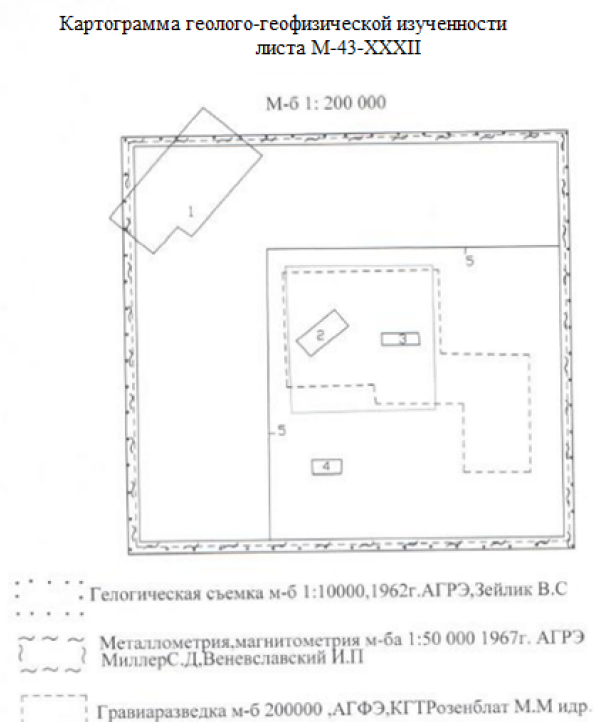 Картограмма геолого-геофизической изученности
листа М-43-XXXII
М-б 1: 200 000
1
5
2
3
5
4
Гелогическая съемка м-б 1:10000,1962г.АГРЭ,Зейлик В.С
Металлометрия,магнитометрия м-ба 1:50 000 1967г. АГРЭ
МиллерС.Д,Веневславский И.П
Гравиаразведка м-б 200000 ,АГФЭ,КГТРозенблат М.М идр.